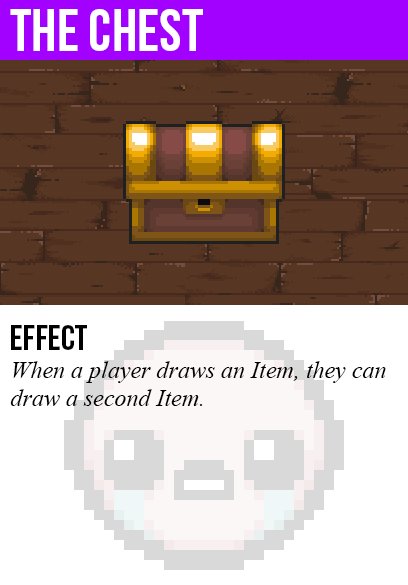 THE CHEST
EFFECT
When a player draws an Item, they can
draw a second Item.